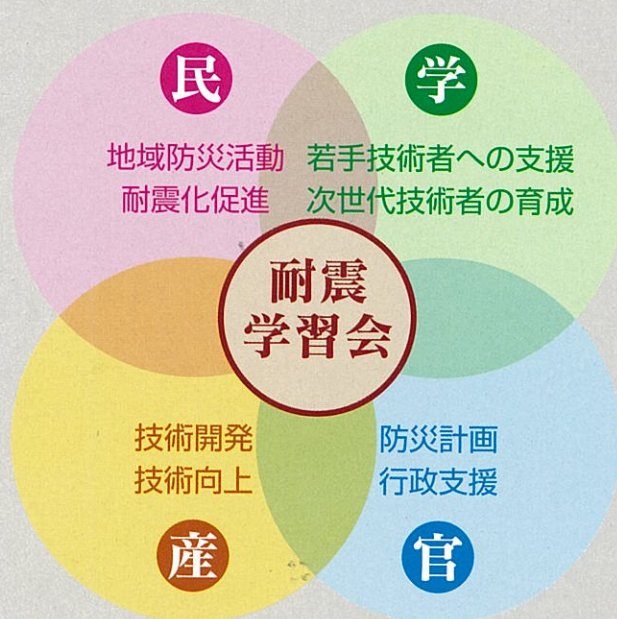 民
地域防災活動
耐震化促進
学
若手技術者への支援
次世代技術者の育成
耐震
学習会
技術開発
技術向上
産
防災計画
行政支援
官